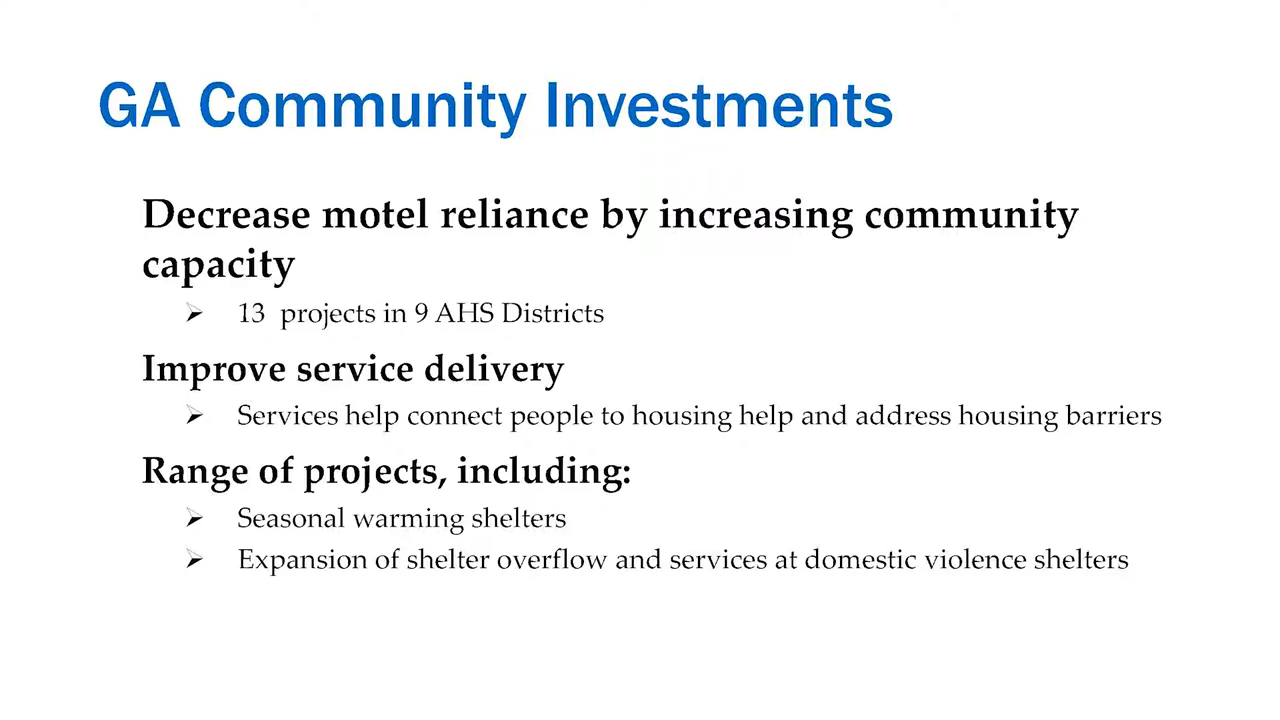 GA Community Investments
Decrease motel reliance by increasing community
capacity
➢ 13 projects in 9 AHS Districts
Improve service delivery
➢ Services help connect people to housing help and address housing barriers
Range of projects, including:
➢ Seasonal warming shelters
➢ Expansion of shelter overflow and services at domestic violence shelters